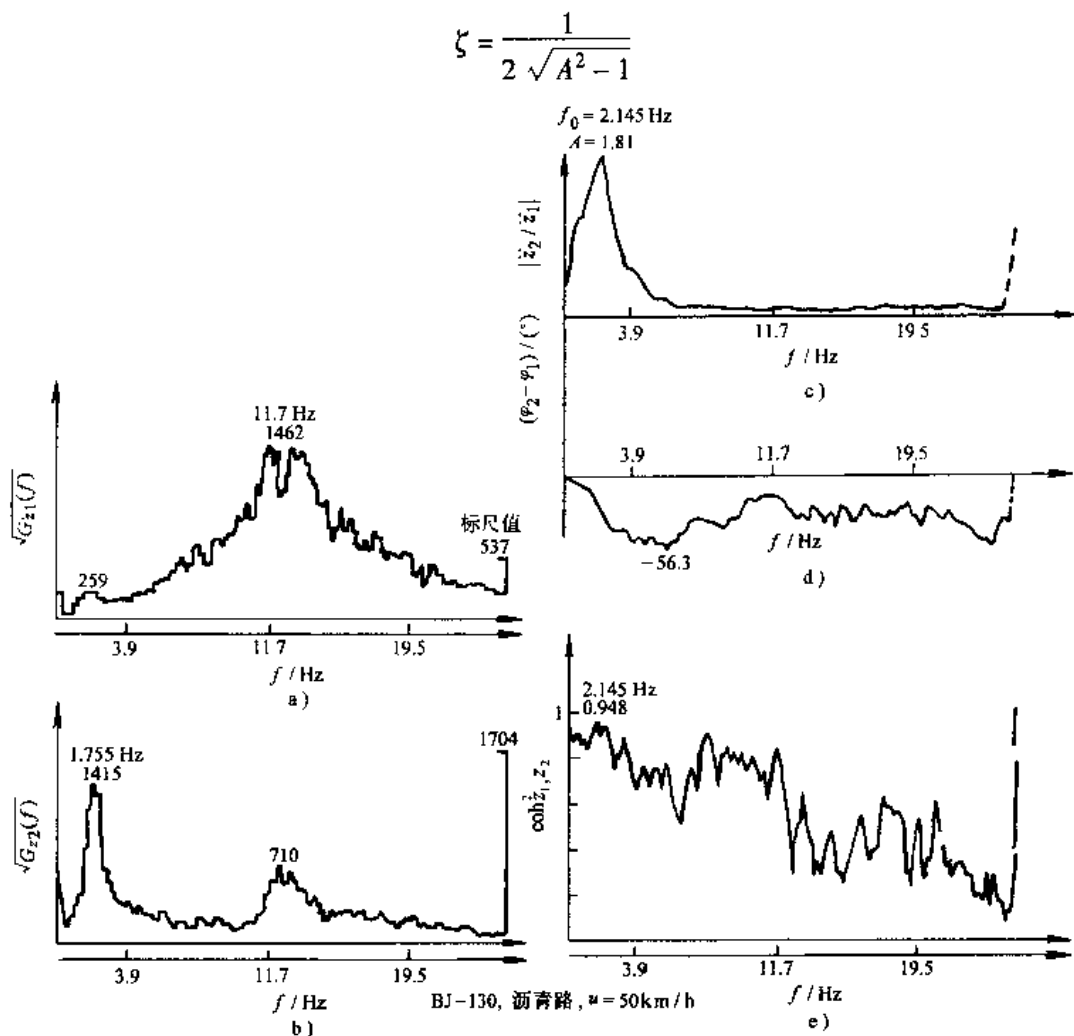 ζ = 1 / (2 √(A² − 1))
f₀ = 2.145 Hz
A = 1.81
|z̈₂ / z̈₁|
3.9 11.7 19.5
f / Hz
c )
(φ₂ − φ₁) / (°)
3.9 11.7 19.5
−56.3
f / Hz
d )
√G_z̈1(f)
11.7 Hz
1462
259
标尺值
537
3.9 11.7 19.5
f / Hz
a )
√G_z̈2(f)
1.755 Hz
1415
710
1704
3.9 11.7 19.5
f / Hz
b )
coh²z̈₁, z̈₂
1
2.145 Hz
0.948
3.9 11.7 19.5
f / Hz
e )
BJ−130, 沥青路, u = 50km / h